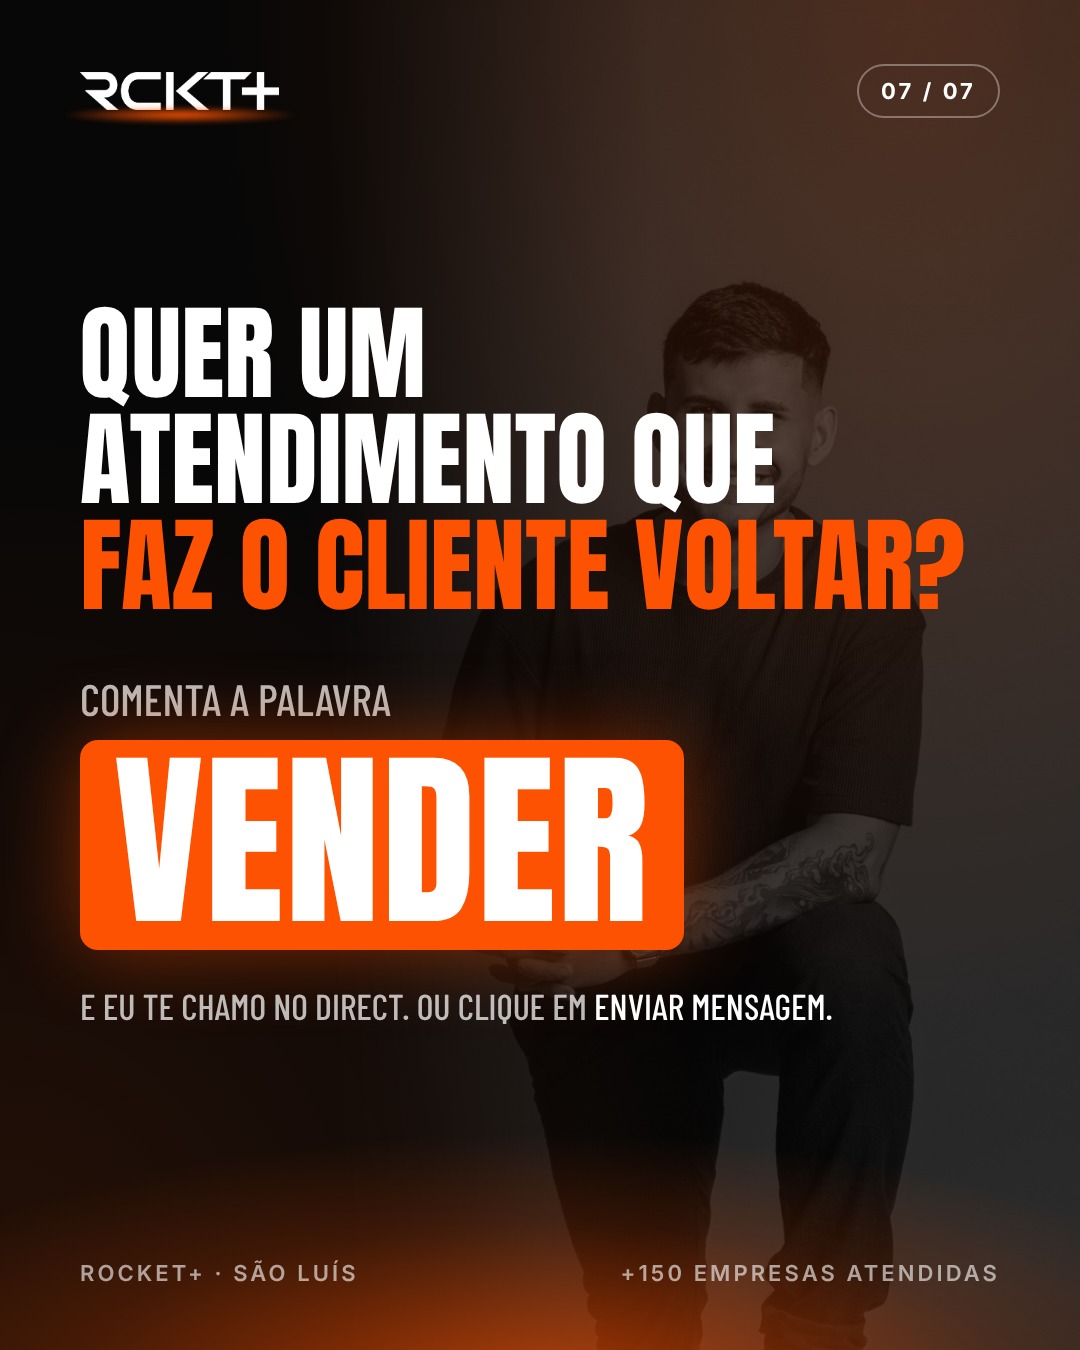 RCKT+
07 / 07
QUER UM
ATENDIMENTO QUE
FAZ O CLIENTE VOLTAR?
COMENTA A PALAVRA
VENDER
E EU TE CHAMO NO DIRECT. OU CLIQUE EM ENVIAR MENSAGEM.
ROCKET+ · SÃO LUÍS
+150 EMPRESAS ATENDIDAS